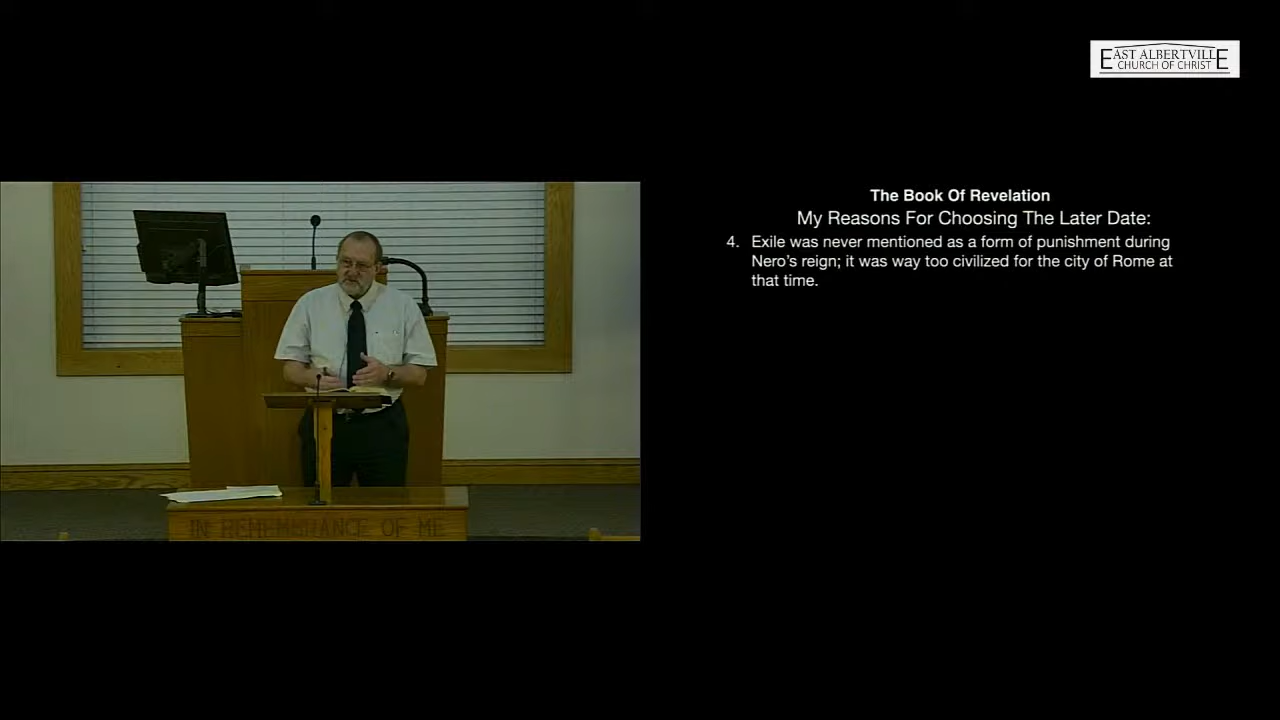 EAST ALBERTVILLE
CHURCH OF CHRIST
The Book Of Revelation
My Reasons For Choosing The Later Date:
4. Exile was never mentioned as a form of punishment during
Nero's reign; it was way too civilized for the city of Rome at
that time.
IN REMEMBRANCE OF ME